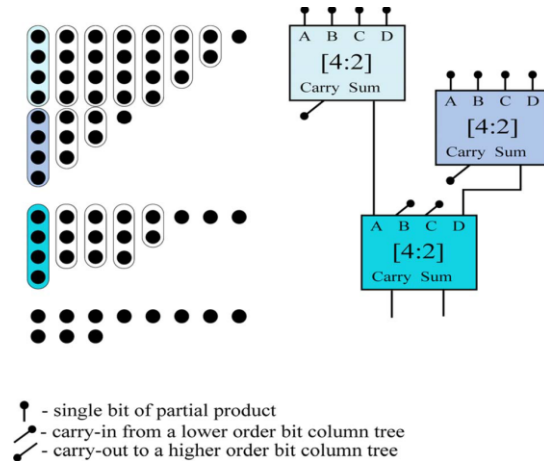 A B C D
[4:2]
Carry Sum
A B C D
[4:2]
Carry Sum
A B C D
[4:2]
Carry Sum
- single bit of partial product
- carry-in from a lower order bit column tree
- carry-out to a higher order bit column tree